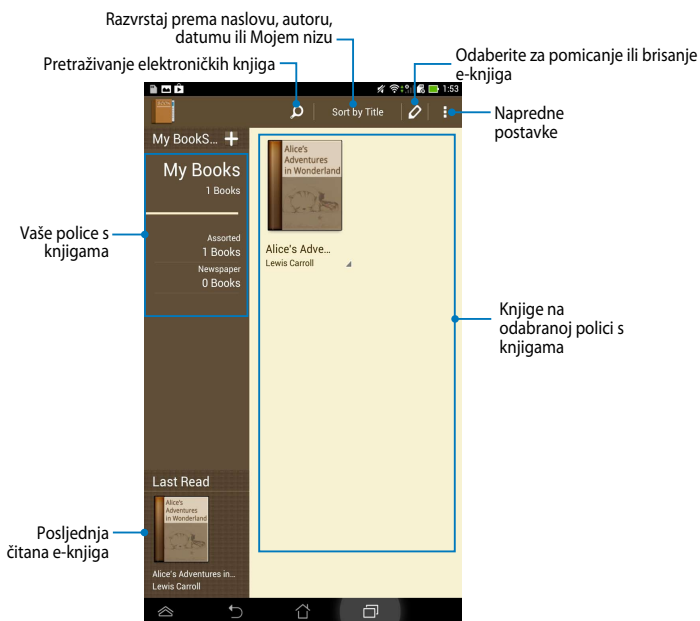 Razvrstaj prema naslovu, autoru,
datumu ili Mojem nizu
Pretraživanje elektroničkih knjiga
Odaberite za pomicanje ili brisanje
e-knjiga
Napredne
postavke
1:53
Sort by Title
My BookS...
My Books
1 Books
Assorted
1 Books
Newspaper
0 Books
Vaše police s
knjigama
Alice's
Adventures
in Wonderland
Alice's Adve...
Lewis Carroll
Knjige na
odabranoj polici s
knjigama
Last Read
Alice's
Adventures
in Wonderland
Alice's Adventures in...
Lewis Carroll
Posljednja
čitana e-knjiga